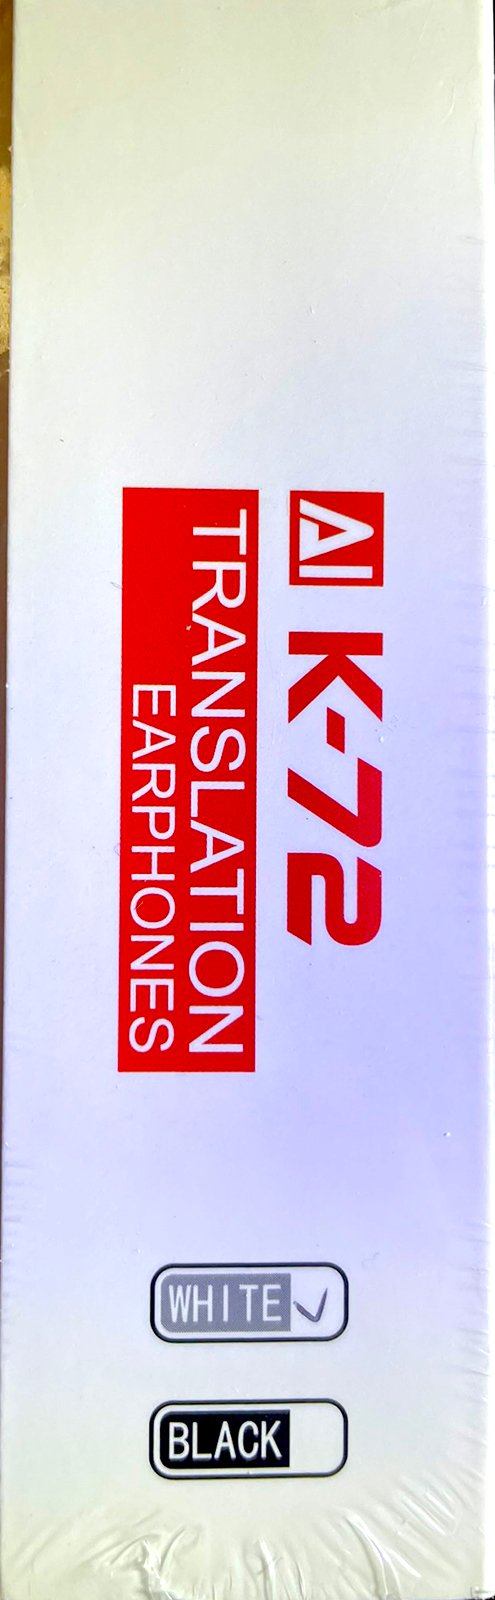 AI K-72
TRANSLATION
EARPHONES
WHITE ✓
BLACK